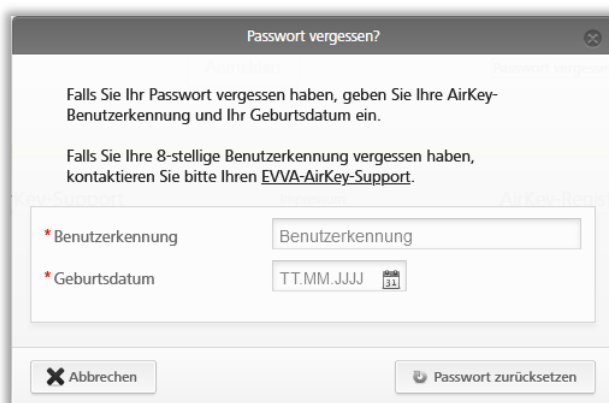 Passwort vergessen?
Falls Sie Ihr Passwort vergessen haben, geben Sie Ihre AirKey-
Benutzerkennung und Ihr Geburtsdatum ein.
Falls Sie Ihre 8-stellige Benutzerkennung vergessen haben,
kontaktieren Sie bitte Ihren EVVA-AirKey-Support.
* Benutzerkennung Benutzerkennung
* Geburtsdatum TT.MM.JJJJ 31
Abbrechen Passwort zurücksetzen